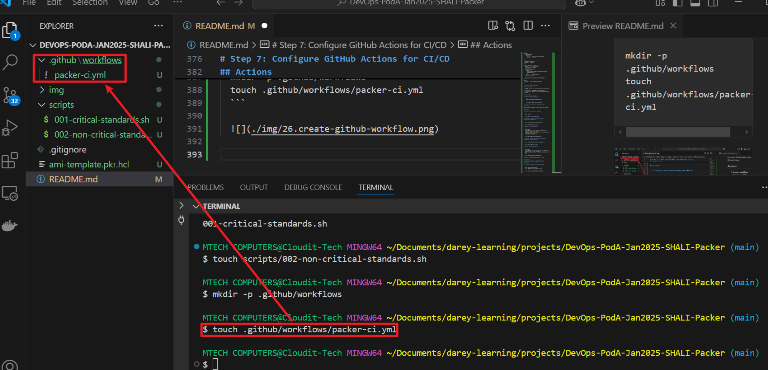 File Edit Selection View Go
DevOps-PodA-Jan2025-SHALI-Packer
EXPLORER
DEVOPS-PODA-JAN2025-SHALI-PA...
.github\workflows
packer-ci.yml U
img
scripts
001-critical-standards.sh U
002-non-critical-standa... U
.gitignore
ami-template.pkr.hcl U
README.md M
1
32
README.md M
README.md > # Step 7: Configure GitHub Actions for CI/CD > ## Actions
376 # Step 7: Configure GitHub Actions for CI/CD
382 ## Actions
388 touch .github/workflows/packer-ci.yml
389 ```
390
391 ![](./img/26.create-github-workflow.png)
392
393
Preview README.md
mkdir -p
.github/workflows
touch
.github/workflows/packer-
ci.yml
PROBLEMS OUTPUT DEBUG CONSOLE TERMINAL
TERMINAL
001-critical-standards.sh
MTECH COMPUTERS@Cloudit-Tech MINGW64 ~/Documents/darey-learning/projects/DevOps-PodA-Jan2025-SHALI-Packer (main)
$ touch scripts/002-non-critical-standards.sh
MTECH COMPUTERS@Cloudit-Tech MINGW64 ~/Documents/darey-learning/projects/DevOps-PodA-Jan2025-SHALI-Packer (main)
$ mkdir -p .github/workflows
MTECH COMPUTERS@Cloudit-Tech MINGW64 ~/Documents/darey-learning/projects/DevOps-PodA-Jan2025-SHALI-Packer (main)
$ touch .github/workflows/packer-ci.yml
MTECH COMPUTERS@Cloudit-Tech MINGW64 ~/Documents/darey-learning/projects/DevOps-PodA-Jan2025-SHALI-Packer (main)
$